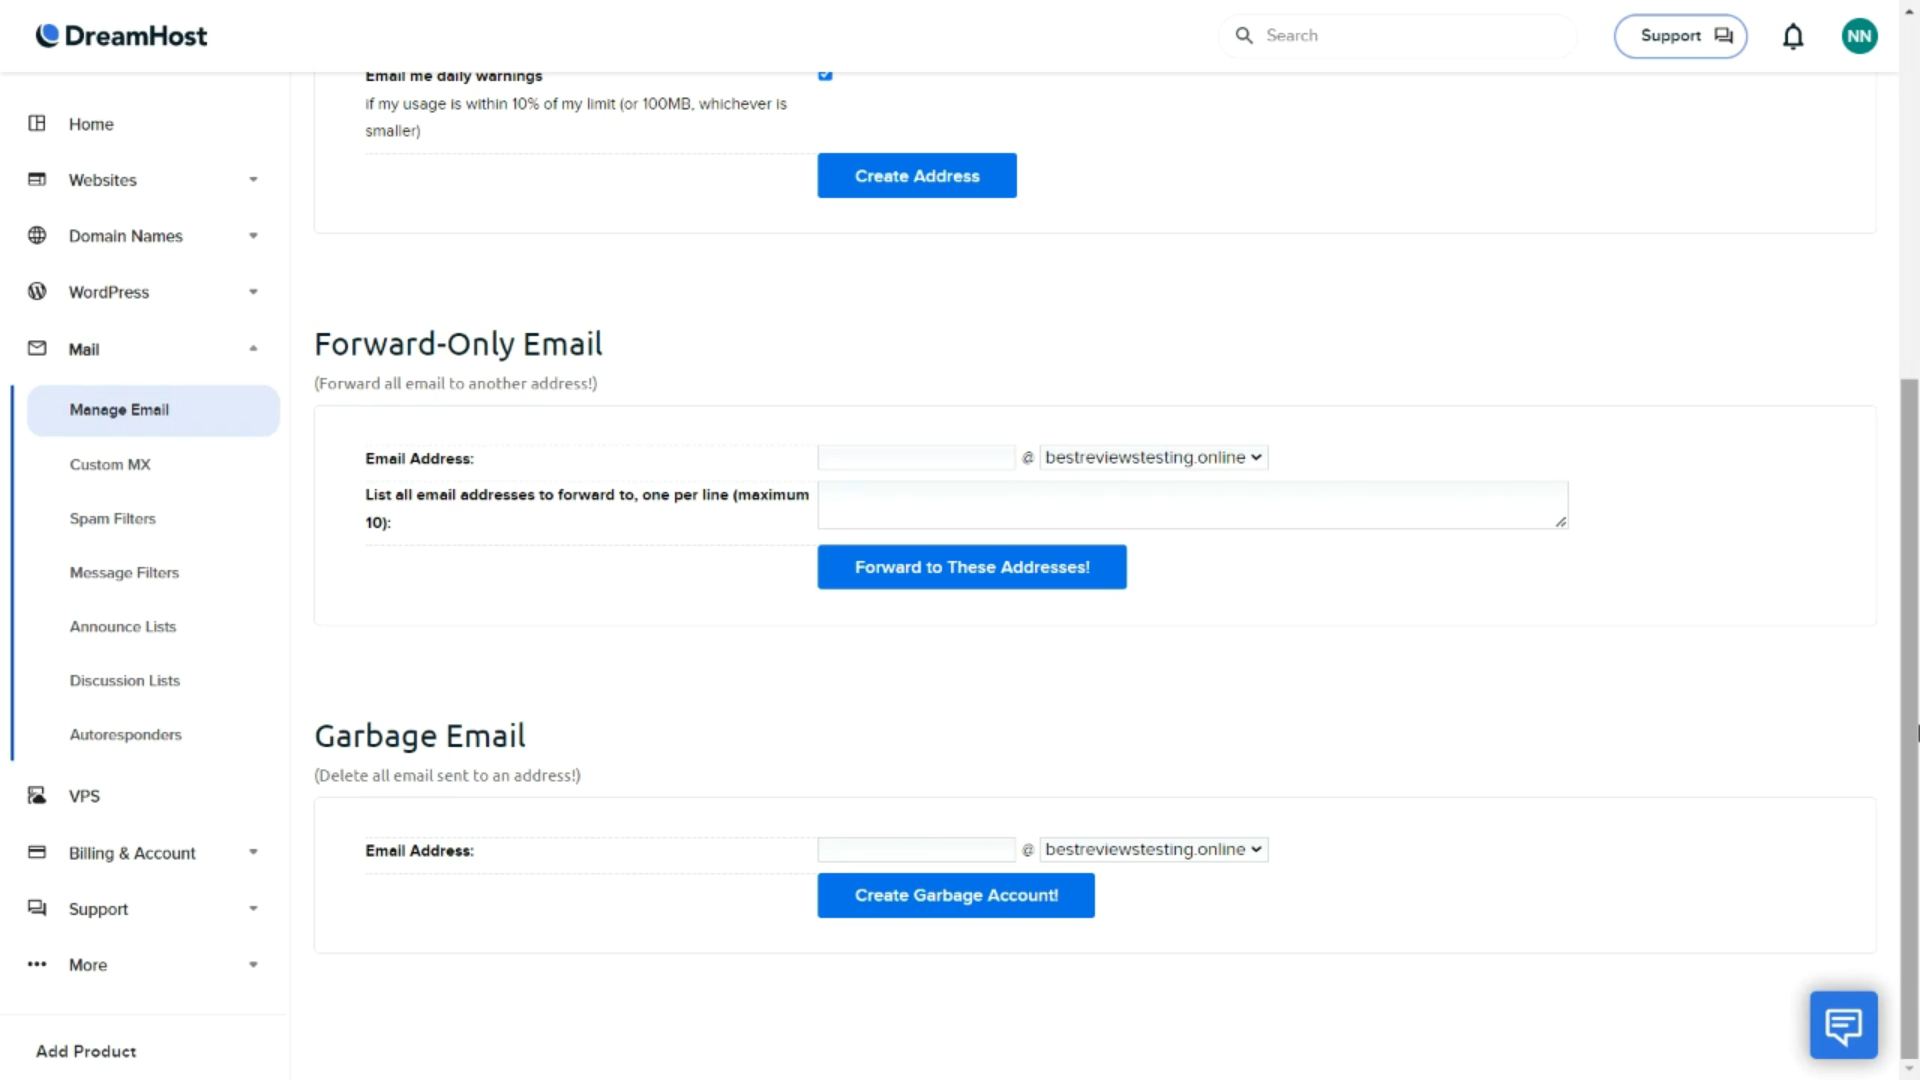 DreamHost
Search
Support
NN
Home
Websites
Domain Names
WordPress
Mail
Manage Email
Custom MX
Spam Filters
Message Filters
Announce Lists
Discussion Lists
Autoresponders
VPS
Billing & Account
Support
More
Add Product
Email me daily warnings
if my usage is within 10% of my limit (or 100MB, whichever is
smaller)
Create Address
Forward-Only Email
(Forward all email to another address!)
Email Address:
@ bestreviewstesting.online
List all email addresses to forward to, one per line (maximum
10):
Forward to These Addresses!
Garbage Email
(Delete all email sent to an address!)
Email Address:
@ bestreviewstesting.online
Create Garbage Account!